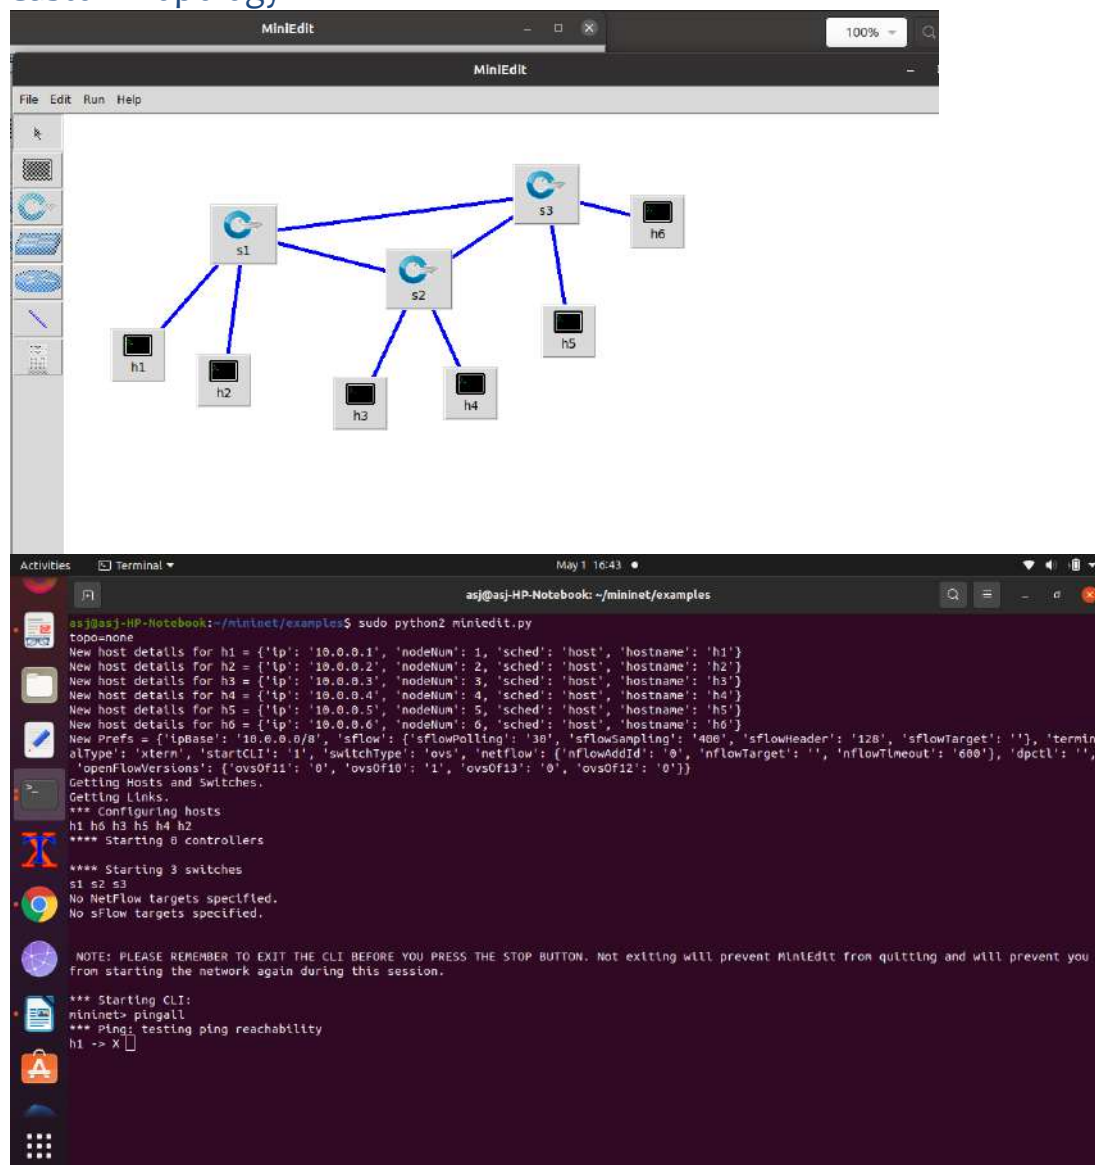 MiniEdit
100%
MiniEdit
File Edit Run Help
s3
h6
s1
s2
h5
h1
h2
h3
h4
Activities Terminal May 1 16:43
asj@asj-HP-Notebook: ~/mininet/examples
asj@asj-HP-Notebook:~/mininet/examples$ sudo python2 miniedit.py
topo=none
New host details for h1 = {'ip': '10.0.0.1', 'nodeNum': 1, 'sched': 'host', 'hostname': 'h1'}
New host details for h2 = {'ip': '10.0.0.2', 'nodeNum': 2, 'sched': 'host', 'hostname': 'h2'}
New host details for h3 = {'ip': '10.0.0.3', 'nodeNum': 3, 'sched': 'host', 'hostname': 'h3'}
New host details for h4 = {'ip': '10.0.0.4', 'nodeNum': 4, 'sched': 'host', 'hostname': 'h4'}
New host details for h5 = {'ip': '10.0.0.5', 'nodeNum': 5, 'sched': 'host', 'hostname': 'h5'}
New host details for h6 = {'ip': '10.0.0.6', 'nodeNum': 6, 'sched': 'host', 'hostname': 'h6'}
New Prefs = {'ipBase': '10.0.0.0/8', 'sflow': {'sflowPolling': '30', 'sflowSampling': '400', 'sflowHeader': '128', 'sflowTarget': ''}, 'termin
alType': 'xterm', 'startCLI': '1', 'switchType': 'ovs', 'netflow': {'nflowAddId': '0', 'nflowTarget': '', 'nflowTimeout': '600'}, 'dpctl': '',
'openFlowVersions': {'ovsOf11': '0', 'ovsOf10': '1', 'ovsOf13': '0', 'ovsOf12': '0'}}
Getting Hosts and Switches.
Getting Links.
*** Configuring hosts
h1 h6 h3 h5 h4 h2
**** Starting 0 controllers
**** Starting 3 switches
s1 s2 s3
No NetFlow targets specified.
No sFlow targets specified.
NOTE: PLEASE REMEMBER TO EXIT THE CLI BEFORE YOU PRESS THE STOP BUTTON. Not exiting will prevent MiniEdit from quitting and will prevent you
from starting the network again during this session.
*** Starting CLI:
mininet> pingall
*** Ping: testing ping reachability
h1 -> X